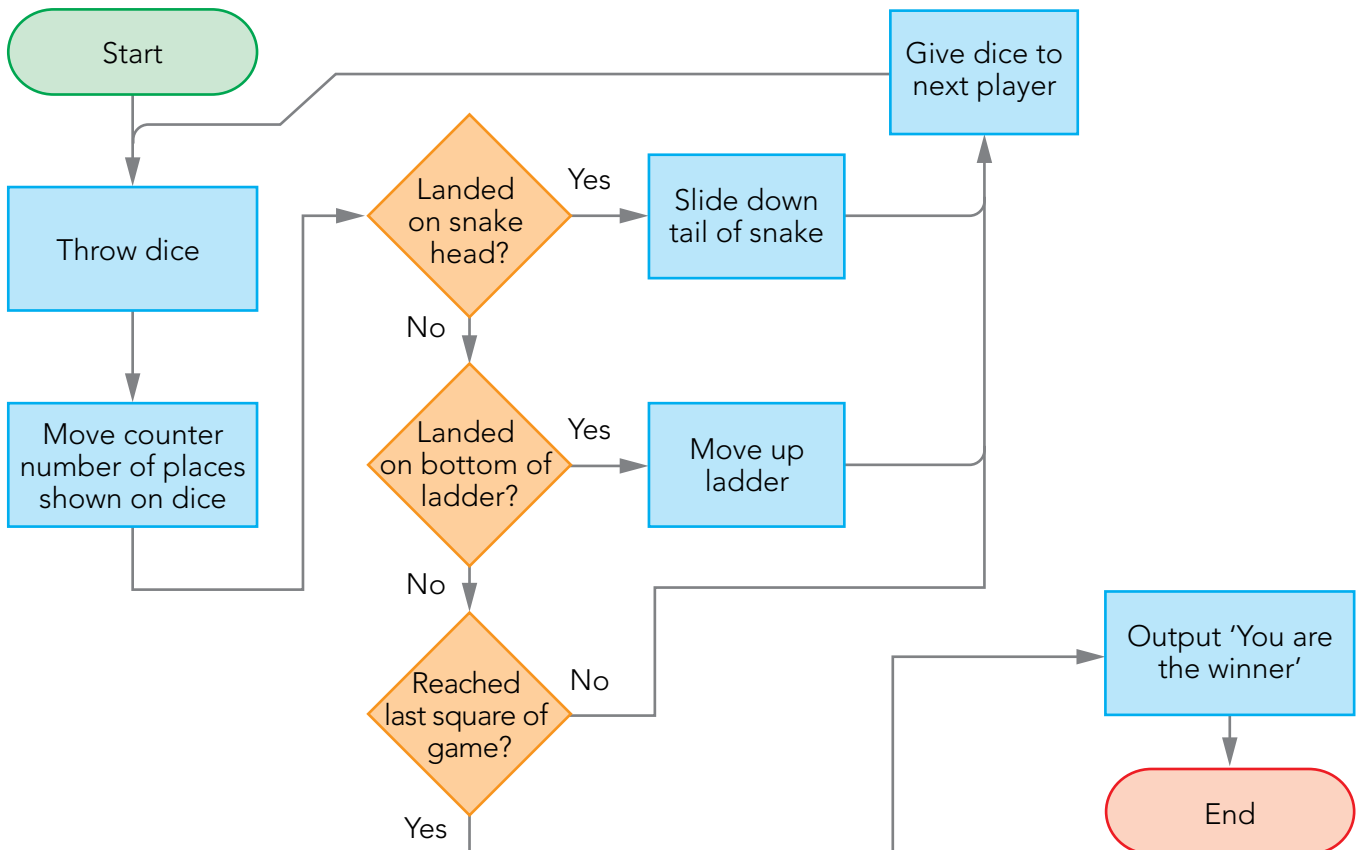 Start
Give dice to
next player
Throw dice
Landed
on snake
head?
Yes
Slide down
tail of snake
No
Move counter
number of places
shown on dice
Landed
on bottom of
ladder?
Yes
Move up
ladder
No
Reached
last square of
game?
No
Output ‘You are
the winner’
Yes
End